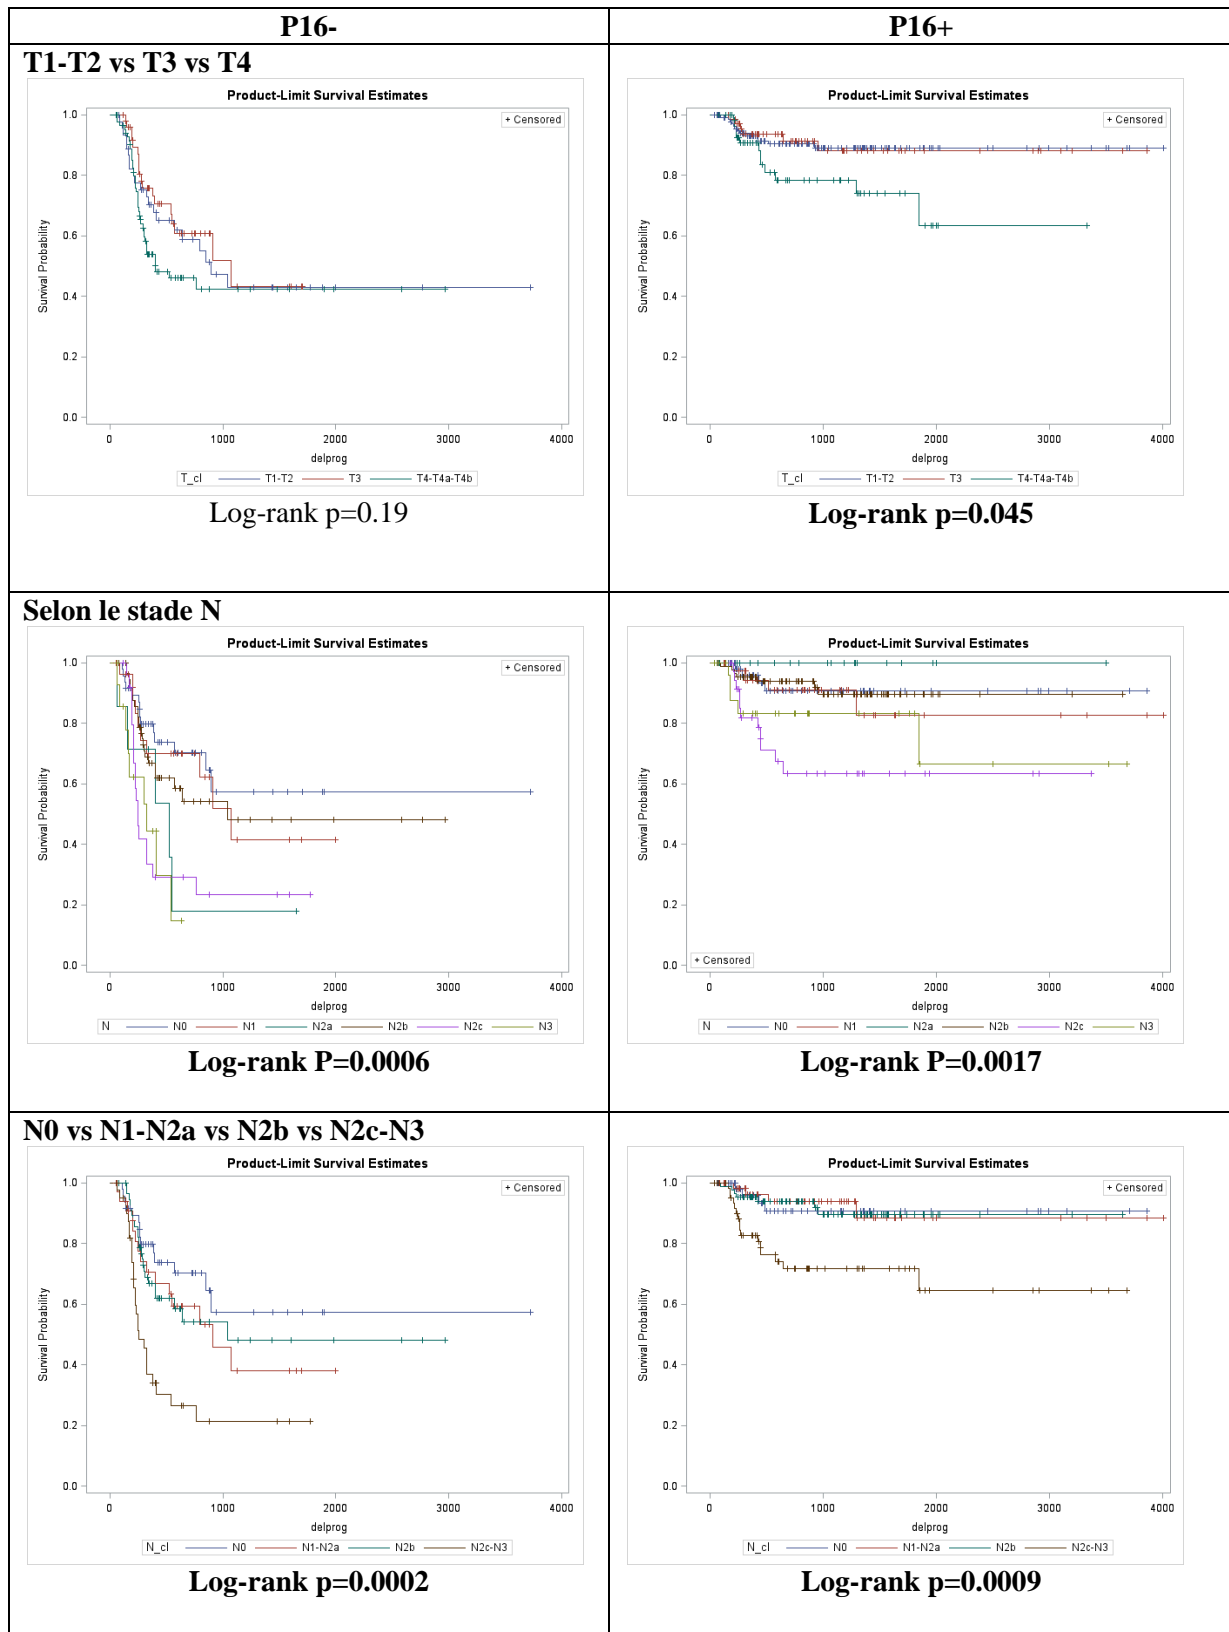 P16- P16+
T1-T2 vs T3 vs T4
Product-Limit Survival Estimates
+ Censored
Survival Probability
1.0
0.8
0.6
0.4
0.2
0.0
0 1000 2000 3000 4000
delprog
T_cl T1-T2 T3 T4-T4a-T4b
Log-rank p=0.19
Product-Limit Survival Estimates
+ Censored
Survival Probability
1.0
0.8
0.6
0.4
0.2
0.0
0 1000 2000 3000 4000
delprog
T_cl T1-T2 T3 T4-T4a-T4b
Log-rank p=0.045
Selon le stade N
Product-Limit Survival Estimates
+ Censored
Survival Probability
1.0
0.8
0.6
0.4
0.2
0.0
0 1000 2000 3000 4000
delprog
N N0 N1 N2a N2b N2c N3
Log-rank P=0.0006
Product-Limit Survival Estimates
Survival Probability
1.0
0.8
0.6
0.4
0.2
0.0
+ Censored
0 1000 2000 3000 4000
delprog
N N0 N1 N2a N2b N2c N3
Log-rank P=0.0017
N0 vs N1-N2a vs N2b vs N2c-N3
Product-Limit Survival Estimates
+ Censored
Survival Probability
1.0
0.8
0.6
0.4
0.2
0.0
0 1000 2000 3000 4000
delprog
N_cl N0 N1-N2a N2b N2c-N3
Log-rank p=0.0002
Product-Limit Survival Estimates
+ Censored
Survival Probability
1.0
0.8
0.6
0.4
0.2
0.0
0 1000 2000 3000 4000
delprog
N_cl N0 N1-N2a N2b N2c-N3
Log-rank p=0.0009